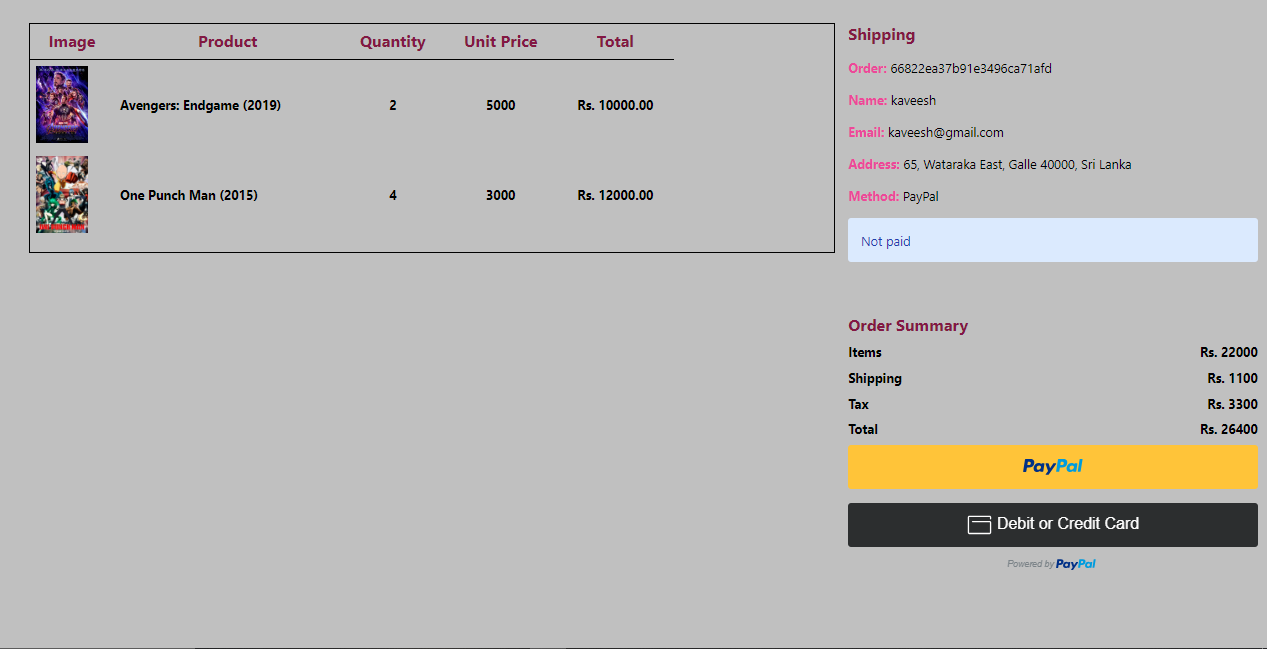 Image Product Quantity Unit Price Total
Avengers: Endgame (2019) 2 5000 Rs. 10000.00
One Punch Man (2015) 4 3000 Rs. 12000.00
Shipping
Order: 66822ea37b91e3496ca71afd
Name: kaveesh
Email: kaveesh@gmail.com
Address: 65, Wataraka East, Galle 40000, Sri Lanka
Method: PayPal
Not paid
Order Summary
Items Rs. 22000
Shipping Rs. 1100
Tax Rs. 3300
Total Rs. 26400
PayPal
Debit or Credit Card
Powered by PayPal